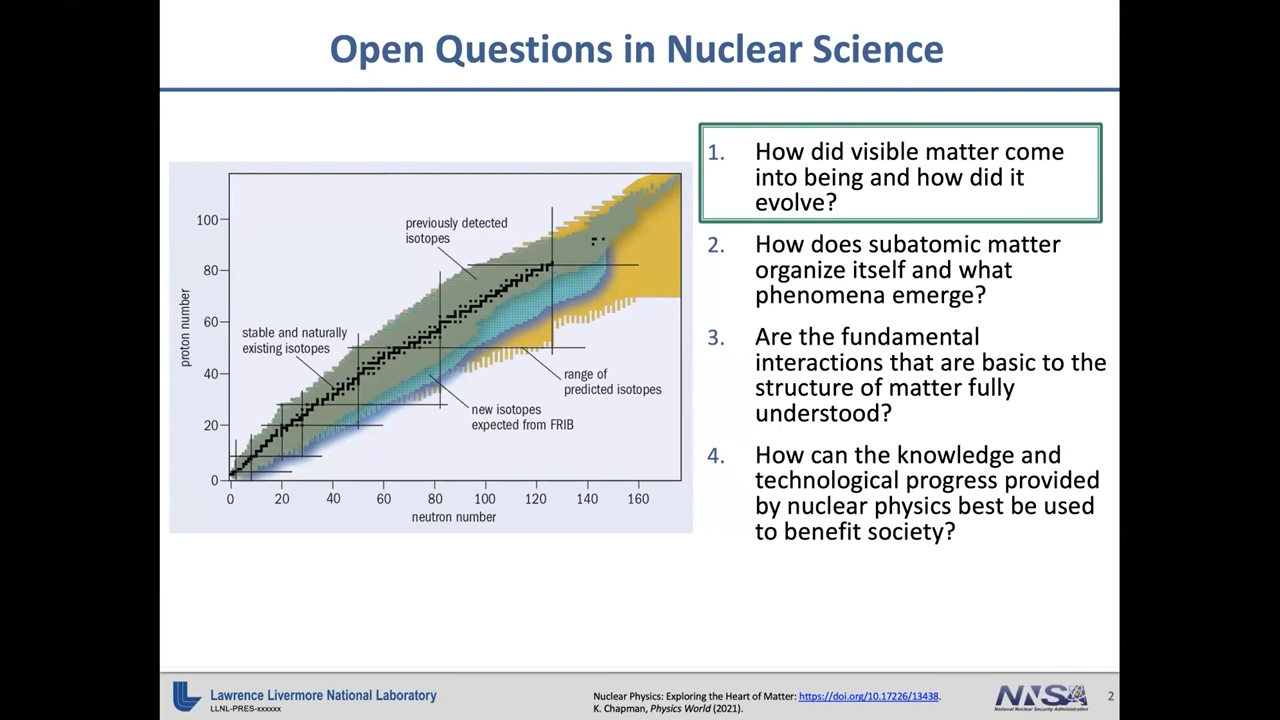 Open Questions in Nuclear Science
100
80
60
40
20
0
proton number
previously detected
isotopes
stable and naturally
existing isotopes
range of
predicted isotopes
new isotopes
expected from FRIB
0 20 40 60 80 100 120 140 160
neutron number
1. How did visible matter come
into being and how did it
evolve?
2. How does subatomic matter
organize itself and what
phenomena emerge?
3. Are the fundamental
interactions that are basic to the
structure of matter fully
understood?
4. How can the knowledge and
technological progress provided
by nuclear physics best be used
to benefit society?
Lawrence Livermore National Laboratory
LLNL-PRES-xxxxxx
Nuclear Physics: Exploring the Heart of Matter: https://doi.org/10.17226/13438.
K. Chapman, Physics World (2021).
NNSA
National Nuclear Security Administration
2